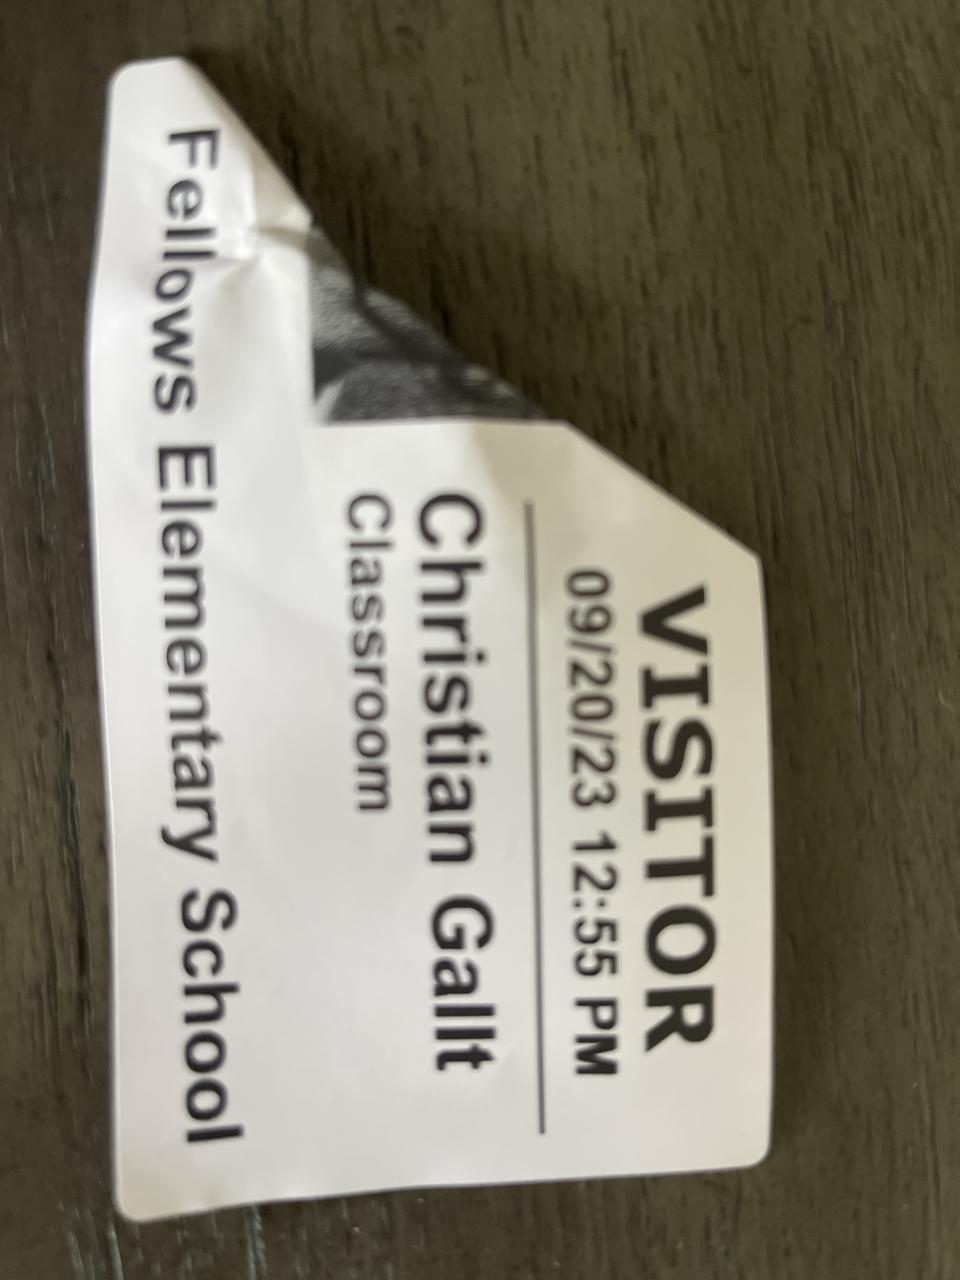 VISITOR
09/20/23 12:55 PM
Christian Gallt
Classroom
Fellows Elementary School